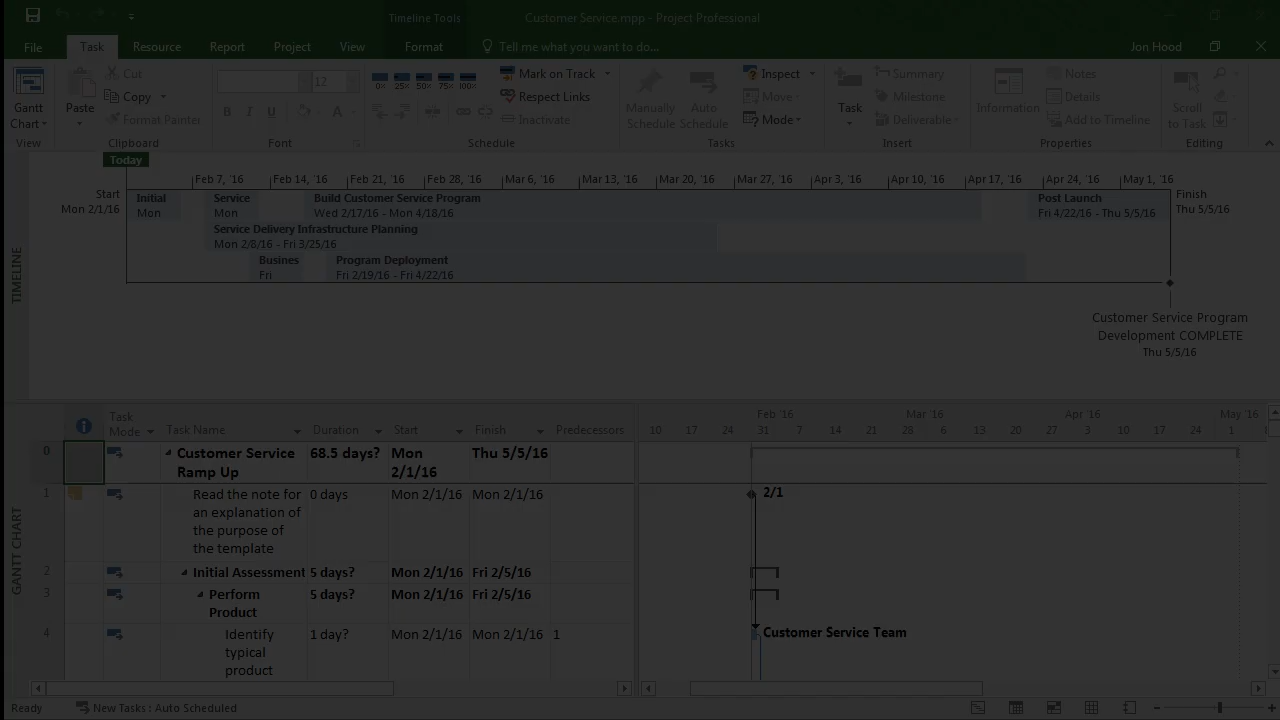 Timeline Tools
Customer Service.mpp - Project Professional
File Task Resource Report Project View Format Tell me what you want to do... Jon Hood
Gantt Chart
View
Paste
Cut
Copy
Format Painter
Clipboard
12
B I U A
Font
0% 25% 50% 75% 100%
Mark on Track
Respect Links
Inactivate
Schedule
Manually Schedule
Auto Schedule
Inspect
Move
Mode
Tasks
Task
Summary
Milestone
Deliverable
Insert
Information
Notes
Details
Add to Timeline
Properties
Scroll to Task
Editing
TIMELINE
Today
Feb 7, '16 Feb 14, '16 Feb 21, '16 Feb 28, '16 Mar 6, '16 Mar 13, '16 Mar 20, '16 Mar 27, '16 Apr 3, '16 Apr 10, '16 Apr 17, '16 Apr 24, '16 May 1, '16
Start
Mon 2/1/16
Initial
Mon
Service
Mon
Build Customer Service Program
Wed 2/17/16 - Mon 4/18/16
Post Launch
Fri 4/22/16 - Thu 5/5/16
Finish
Thu 5/5/16
Service Delivery Infrastructure Planning
Mon 2/8/16 - Fri 3/25/16
Busines
Fri
Program Deployment
Fri 2/19/16 - Fri 4/22/16
Customer Service Program
Development COMPLETE
Thu 5/5/16
GANTT CHART
Task Mode Task Name Duration Start Finish Predecessors
Feb '16 Mar '16 Apr '16 May '16
10 17 24 31 7 14 21 28 6 13 20 27 3 10 17 24 1
0 Customer Service 68.5 days? Mon Thu 5/5/16
Ramp Up 2/1/16
1 Read the note for 0 days Mon 2/1/16 Mon 2/1/16 2/1
an explanation of
the purpose of
the template
2 Initial Assessment 5 days? Mon 2/1/16 Fri 2/5/16
3 Perform 5 days? Mon 2/1/16 Fri 2/5/16
Product
4 Identify 1 day? Mon 2/1/16 Mon 2/1/16 1 Customer Service Team
typical
product
Ready New Tasks : Auto Scheduled